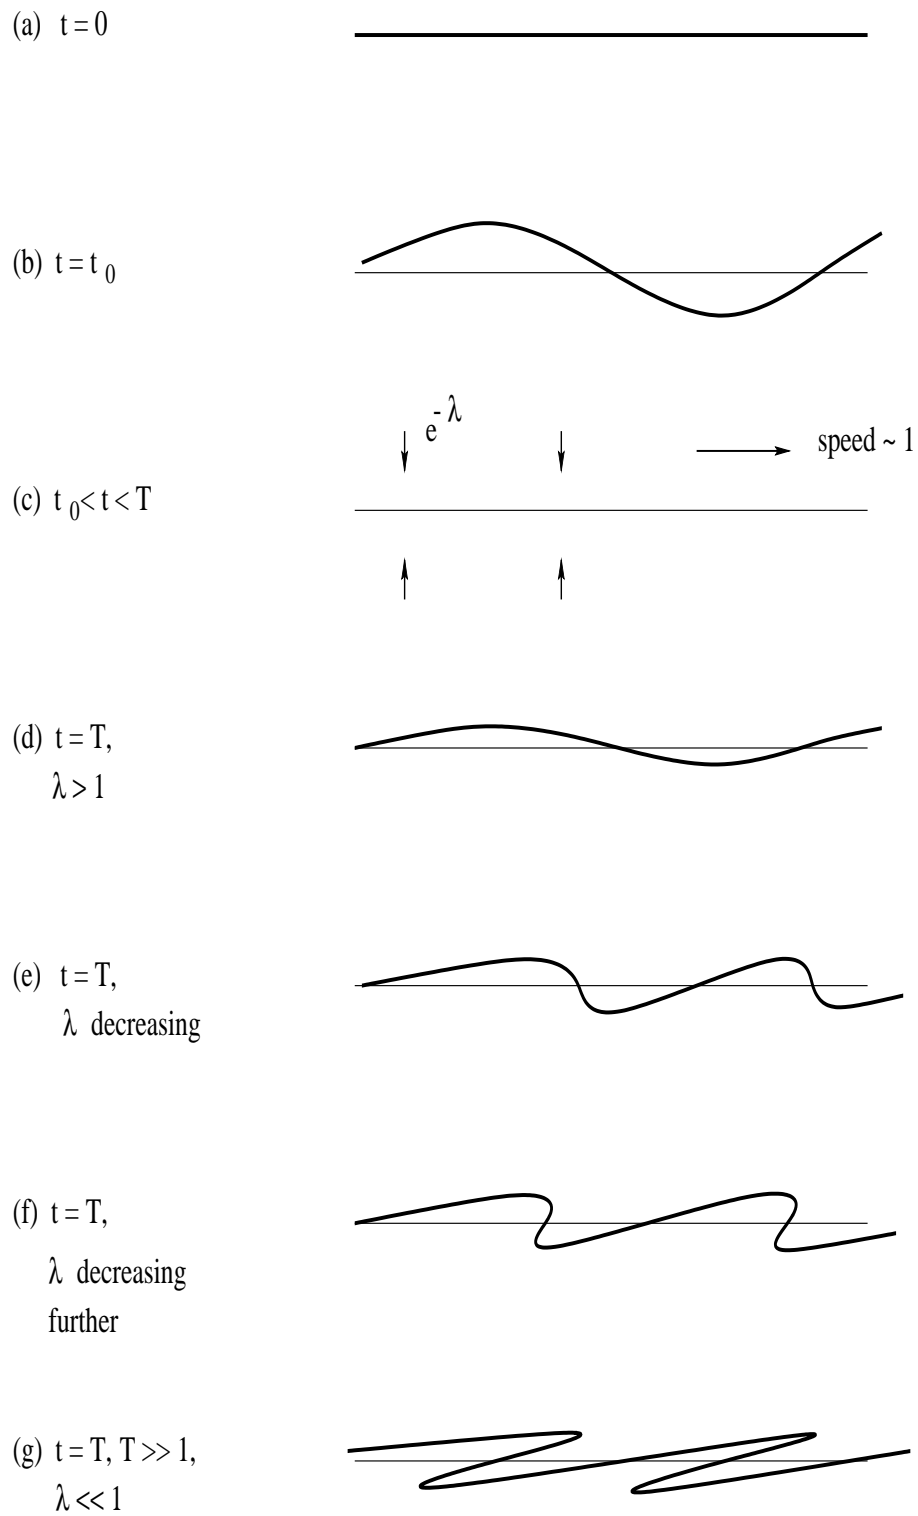 (a) t = 0
(b) t = t 0
e - λ
speed ~ 1
(c) t 0 < t < T
(d) t = T,
λ > 1
(e) t = T,
λ decreasing
(f) t = T,
λ decreasing
further
(g) t = T, T >> 1,
λ << 1